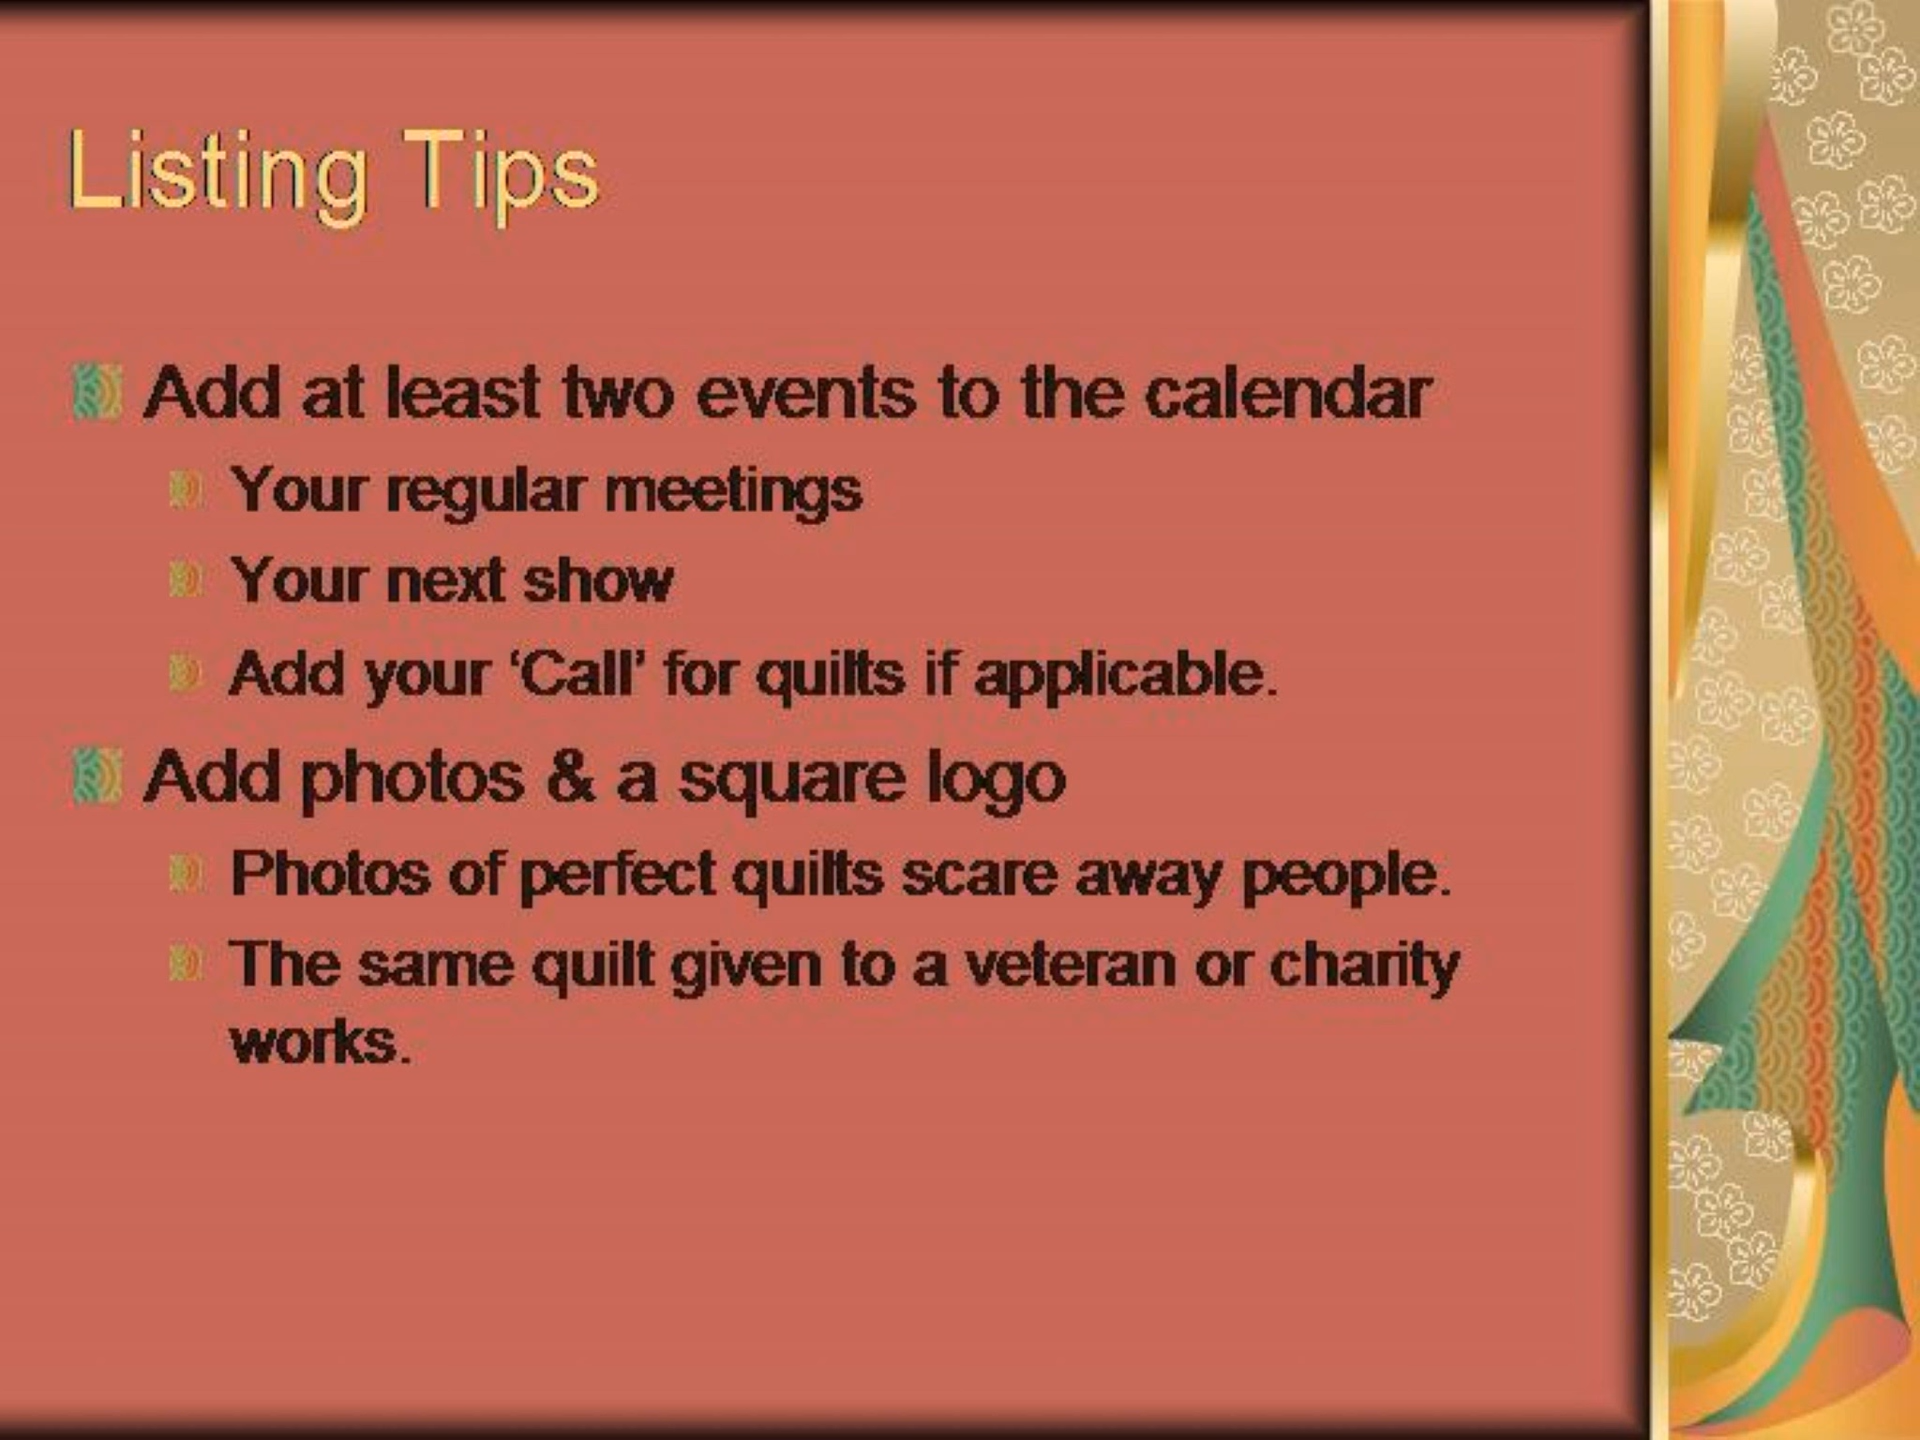 Listing Tips
Add at least two events to the calendar
Your regular meetings
Your next show
Add your ‘Call’ for quilts if applicable.
Add photos & a square logo
Photos of perfect quilts scare away people.
The same quilt given to a veteran or charity
works.